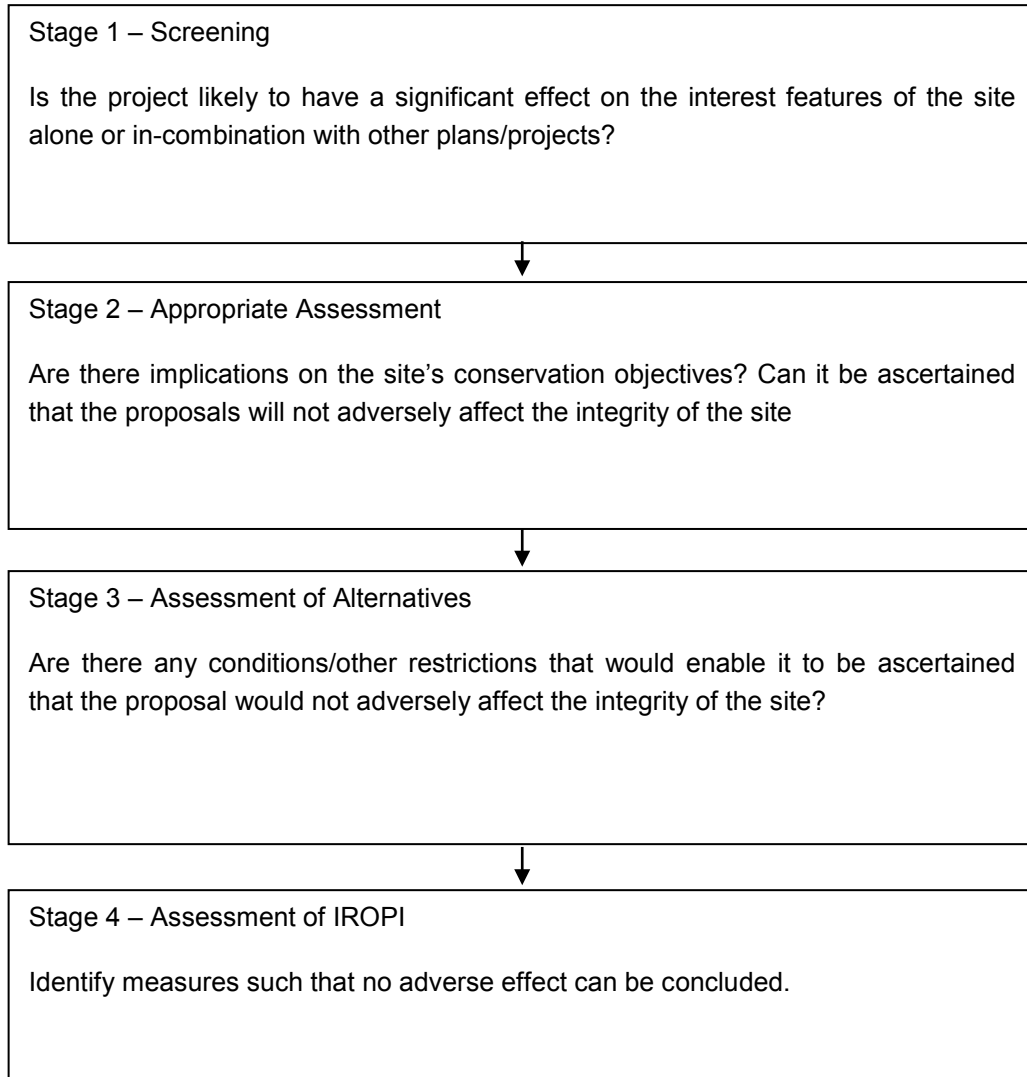 Stage 1 – Screening
Is the project likely to have a significant effect on the interest features of the site
alone or in-combination with other plans/projects?
Stage 2 – Appropriate Assessment
Are there implications on the site’s conservation objectives? Can it be ascertained
that the proposals will not adversely affect the integrity of the site
Stage 3 – Assessment of Alternatives
Are there any conditions/other restrictions that would enable it to be ascertained
that the proposal would not adversely affect the integrity of the site?
Stage 4 – Assessment of IROPI
Identify measures such that no adverse effect can be concluded.